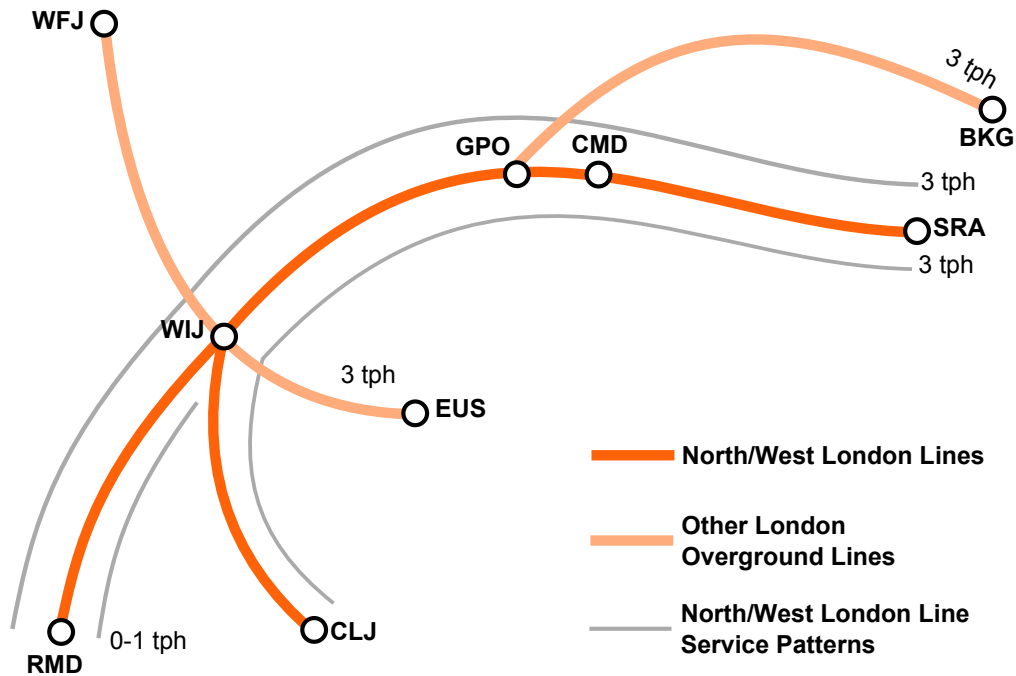 WFJ
3 tph
BKG
GPO
CMD
3 tph
SRA
3 tph
WIJ
3 tph
EUS
North/West London Lines
Other London
Overground Lines
North/West London Line
Service Patterns
CLJ
0-1 tph
RMD